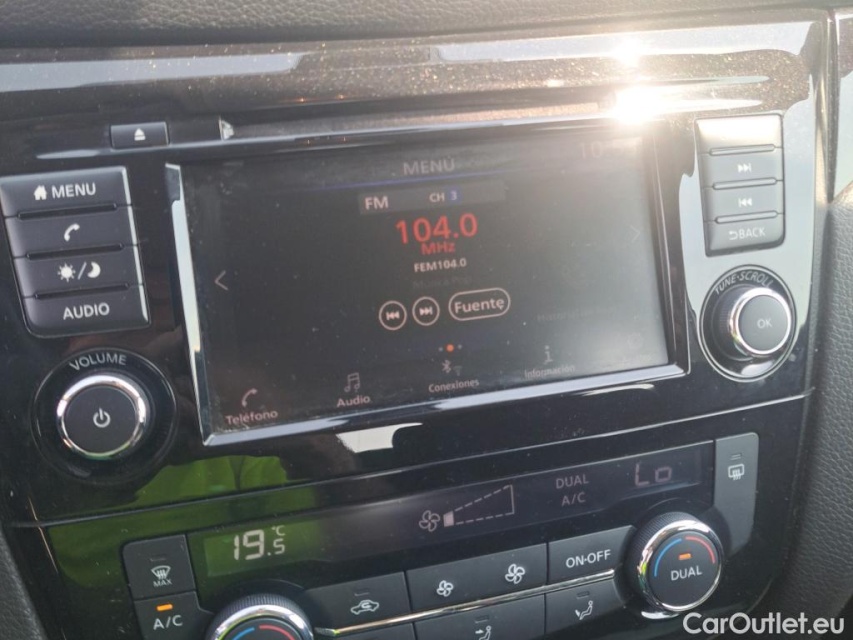 MENU
AUDIO
VOLUME
MENÚ
FM CH 3
104.0
MHz
FEM104.0
Fuente
Teléfono
Audio
Conexiones
Información
BACK
TUNE·SCROLL
OK
DUAL
A/C
Lo
19.5 °C
MAX
A/C
ON·OFF
DUAL
CarOutlet.eu